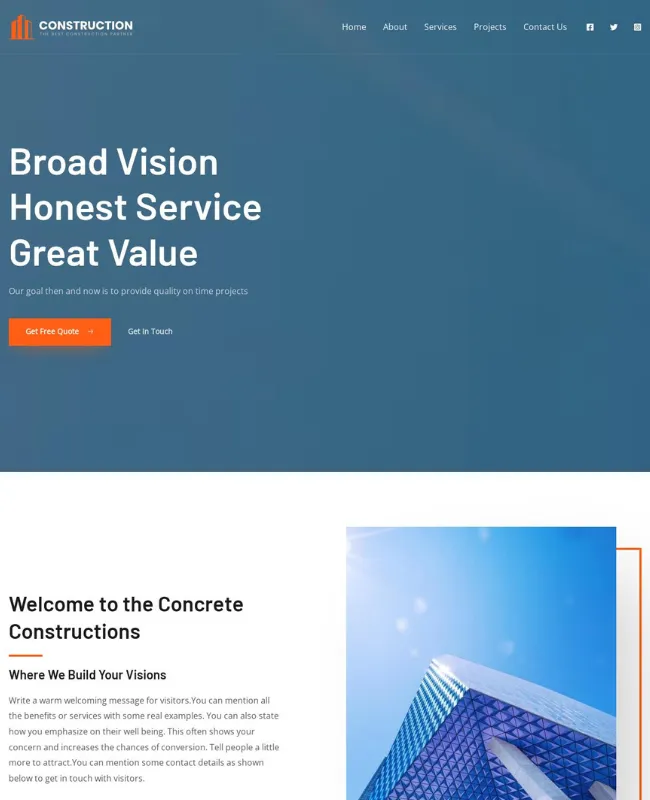 CONSTRUCTION
THE BEST CONSTRUCTION PARTNER
Home About Services Projects Contact Us
Broad Vision
Honest Service
Great Value
Our goal then and now is to provide quality on time projects
Get Free Quote → Get In Touch
Welcome to the Concrete
Constructions
Where We Build Your Visions
Write a warm welcoming message for visitors.You can mention all
the benefits or services with some real examples. You can also state
how you emphasize on their well being. This often shows your
concern and increases the chances of conversion. Tell people a little
more to attract.You can mention some contact details as shown
below to get in touch with visitors.